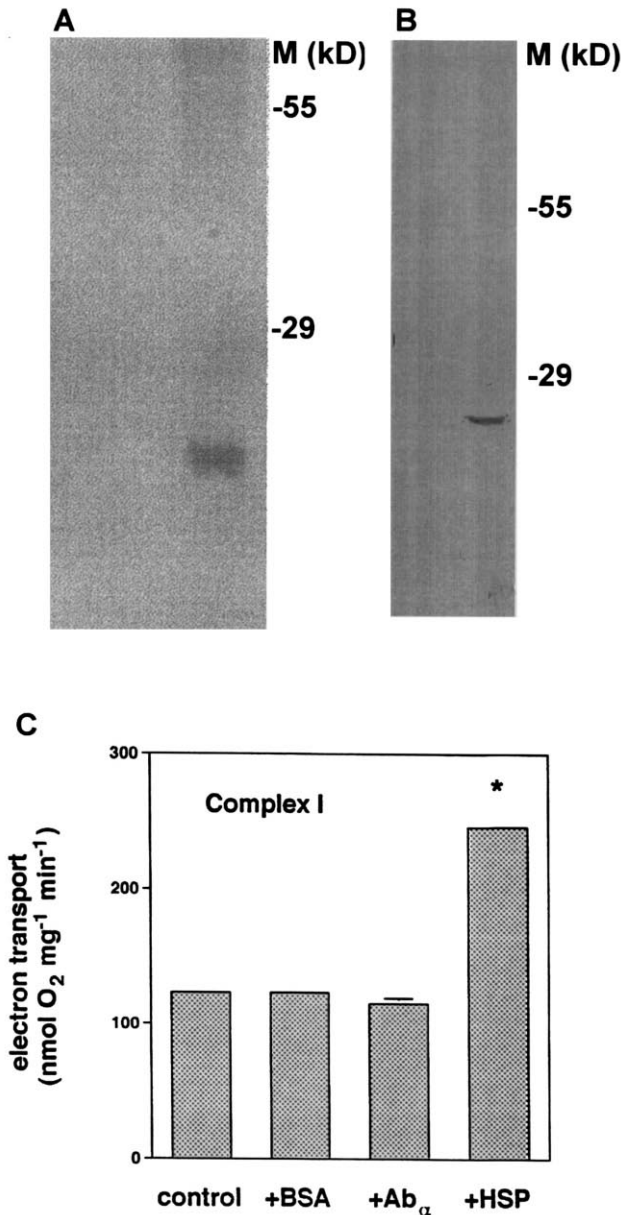 A
M (kD)
-55
-29
B
M (kD)
-55
-29
C
300
200
100
0
Complex I
*
electron transport
(nmol O₂ mg⁻¹ min⁻¹)
control +BSA +Abα +HSP